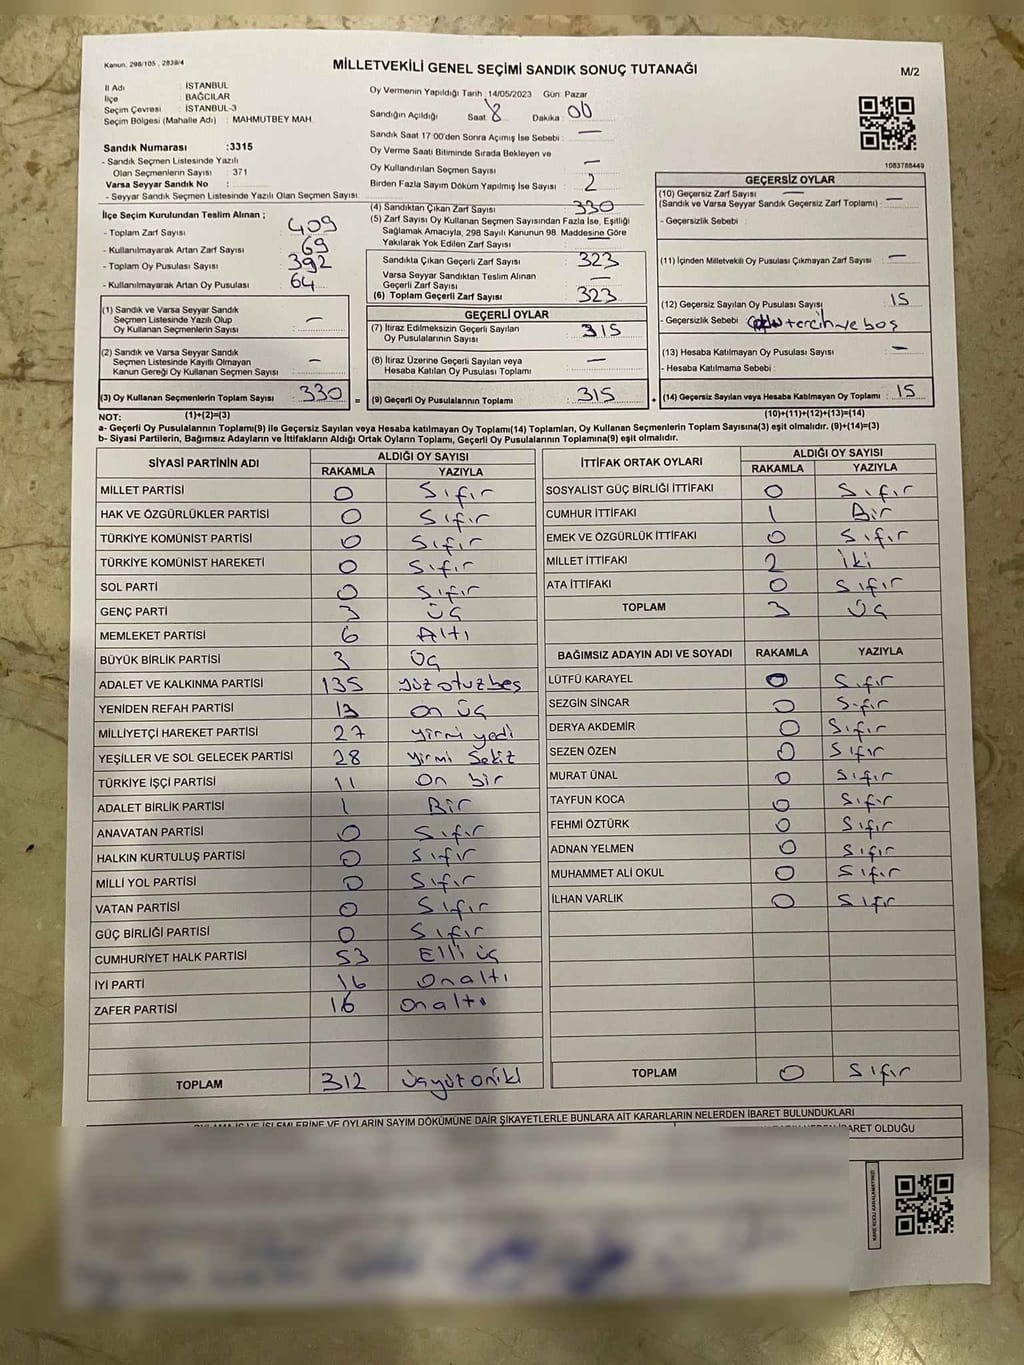 Kanun: 298/105 , 2839/4
MİLLETVEKİLİ GENEL SEÇİMİ SANDIK SONUÇ TUTANAĞI
M/2
İl Adı : İSTANBUL
İlçe : BAĞCILAR
Seçim Çevresi : İSTANBUL-3
Seçim Bölgesi (Mahalle Adı) : MAHMUTBEY MAH
Sandık Numarası :3315
- Sandık Seçmen Listesinde Yazılı
Olan Seçmenlerin Sayısı : 371
Varsa Seyyar Sandık No :
- Seyyar Sandık Seçmen Listesinde Yazılı Olan Seçmen Sayısı:
İlçe Seçim Kurulundan Teslim Alınan ;
- Toplam Zarf Sayısı : 409
- Kullanılmayarak Artan Zarf Sayısı : 69
- Toplam Oy Pusulası Sayısı : 392
- Kullanılmayarak Artan Oy Pusulası : 64
(1) Sandık ve Varsa Seyyar Sandık
Seçmen Listesinde Yazılı Olup
Oy Kullanan Seçmenlerin Sayısı : —
(2) Sandık ve Varsa Seyyar Sandık
Seçmen Listesinde Kayıtlı Olmayan
Kanun Gereği Oy Kullanan Seçmen Sayısı : —
(3) Oy Kullanan Seçmenlerin Toplam Sayısı : 330 =
Oy Vermenin Yapıldığı Tarih :14/05/2023 Gün: Pazar
Sandığın Açıldığı Saat : 8 Dakika : 00
Sandık Saat 17:00'den Sonra Açılmış İse Sebebi : —
Oy Verme Saati Bitiminde Sırada Bekleyen ve
Oy Kullandırılan Seçmen Sayısı : —
Birden Fazla Sayım Döküm Yapılmış İse Sayısı : 2
(4) Sandıktan Çıkan Zarf Sayısı : 330
(5) Zarf Sayısı Oy Kullanan Seçmen Sayısından Fazla İse, Eşitliği
Sağlamak Amacıyla, 298 Sayılı Kanunun 98. Maddesine Göre
Yakılarak Yok Edilen Zarf Sayısı : —
Sandıkta Çıkan Geçerli Zarf Sayısı : 323
Varsa Seyyar Sandıktan Teslim Alınan
Geçerli Zarf Sayısı : —
(6) Toplam Geçerli Zarf Sayısı : 323
GEÇERLİ OYLAR
(7) İtiraz Edilmeksizin Geçerli Sayılan
Oy Pusulalarının Sayısı : 315
(8) İtiraz Üzerine Geçerli Sayılan veya
Hesaba Katılan Oy Pusulası Toplamı : —
(9) Geçerli Oy Pusulalarının Toplamı : 315 +
1083788449
GEÇERSİZ OYLAR
(10) Geçersiz Zarf Sayısı : —
(Sandık ve Varsa Seyyar Sandık Geçersiz Zarf Toplamı) : —
- Geçersizlik Sebebi :
(11) İçinden Milletvekili Oy Pusulası Çıkmayan Zarf Sayısı : —
(12) Geçersiz Sayılan Oy Pusulası Sayısı : 15
- Geçersizlik Sebebi : tercih ve boş
(13) Hesaba Katılmayan Oy Pusulası Sayısı : —
- Hesaba Katılmama Sebebi :
(14) Geçersiz Sayılan veya Hesaba Katılmayan Oy Toplamı : 15
NOT: (1)+(2)=(3) (10)+(11)+(12)+(13)=(14)
a- Geçerli Oy Pusulalarının Toplamı(9) ile Geçersiz Sayılan veya Hesaba katılmayan Oy Toplamı(14) Toplamları, Oy Kullanan Seçmenlerin Toplam Sayısına(3) eşit olmalıdır. (9)+(14)=(3)
b- Siyasi Partilerin, Bağımsız Adayların ve İttifakların Aldığı Ortak Oyların Toplamı, Geçerli Oy Pusulalarının Toplamına(9) eşit olmalıdır.
SİYASİ PARTİNİN ADI
ALDIĞI OY SAYISI
RAKAMLA YAZIYLA
MİLLET PARTİSİ 0 Sıfır
HAK VE ÖZGÜRLÜKLER PARTİSİ 0 Sıfır
TÜRKİYE KOMÜNİST PARTİSİ 0 Sıfır
TÜRKİYE KOMÜNİST HAREKETİ 0 Sıfır
SOL PARTİ 0 Sıfır
GENÇ PARTİ 3 Üç
MEMLEKET PARTİSİ 6 Altı
BÜYÜK BİRLİK PARTİSİ 3 Üç
ADALET VE KALKINMA PARTİSİ 135 yüz otuz beş
YENİDEN REFAH PARTİSİ 13 on üç
MİLLİYETÇİ HAREKET PARTİSİ 27 yirmi yedi
YEŞİLLER VE SOL GELECEK PARTİSİ 28 yirmi sekiz
TÜRKİYE İŞÇİ PARTİSİ 11 on bir
ADALET BİRLİK PARTİSİ 1 Bir
ANAVATAN PARTİSİ 0 Sıfır
HALKIN KURTULUŞ PARTİSİ 0 Sıfır
MİLLİ YOL PARTİSİ 0 Sıfır
VATAN PARTİSİ 0 Sıfır
GÜÇ BİRLİĞİ PARTİSİ 0 Sıfır
CUMHURİYET HALK PARTİSİ 53 Elli üç
İYİ PARTİ 16 Onaltı
ZAFER PARTİSİ 16 onaltı
TOPLAM 312 üçyüz oniki
İTTİFAK ORTAK OYLARI
ALDIĞI OY SAYISI
RAKAMLA YAZIYLA
SOSYALİST GÜÇ BİRLİĞİ İTTİFAKI 0 Sıfır
CUMHUR İTTİFAKI 1 Bir
EMEK VE ÖZGÜRLÜK İTTİFAKI 0 Sıfır
MİLLET İTTİFAKI 2 İki
ATA İTTİFAKI 0 Sıfır
TOPLAM 3 Üç
BAĞIMSIZ ADAYIN ADI VE SOYADI RAKAMLA YAZIYLA
LÜTFÜ KARAYEL 0 Sıfır
SEZGİN SİNCAR 0 Sıfır
DERYA AKDEMİR 0 Sıfır
SEZEN ÖZEN 0 Sıfır
MURAT ÜNAL 0 Sıfır
TAYFUN KOCA 0 Sıfır
FEHMİ ÖZTÜRK 0 Sıfır
ADNAN YELMEN 0 Sıfır
MUHAMMET ALİ OKUL 0 Sıfır
İLHAN VARLIK 0 Sıfır
TOPLAM 0 Sıfır
OYLAMA İŞ VE İŞLEMLERİNE VE OYLARIN SAYIM DÖKÜMÜNE DAİR ŞİKAYETLERLE BUNLARA AİT KARARLARIN NELERDEN İBARET BULUNDUKLARI
İBARET OLDUĞU
KARE KODU KARALAMAYINIZ!